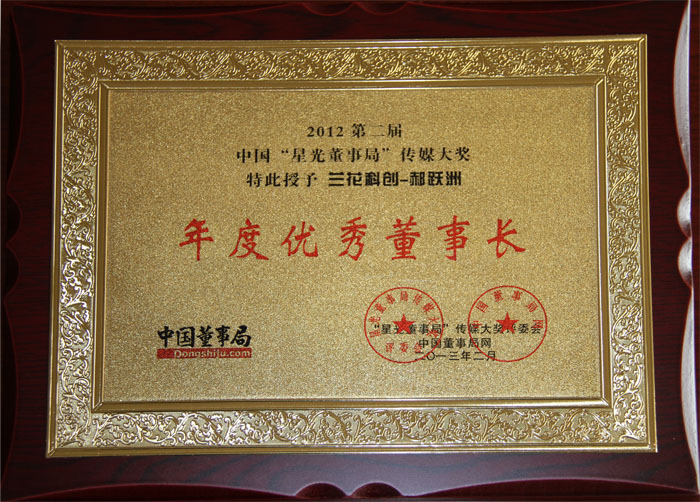 2012 第二届
中国“星光董事局”传媒大奖
特此授予 兰花科创-郝跃洲
年度优秀董事长
中国董事局
Dongshiju.com
“星光董事局”传媒大奖评委会
中国董事局网
二〇一三年二月